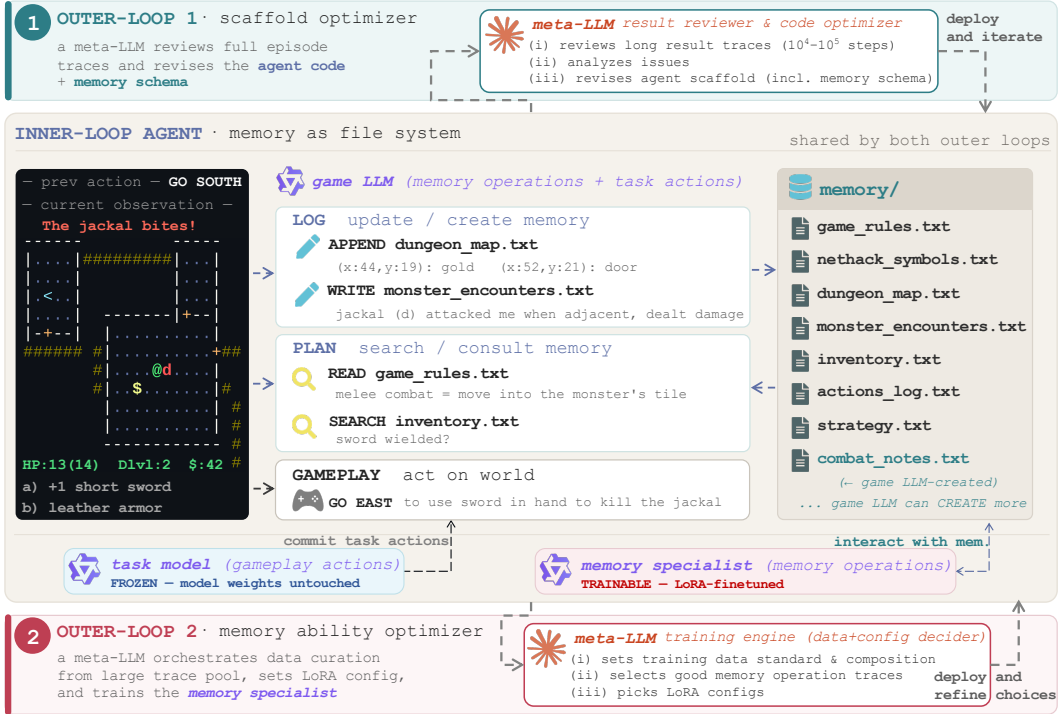 1
OUTER-LOOP 1 · scaffold optimizer
a meta-LLM reviews full episode
traces and revises the agent code
+ memory schema
meta-LLM result reviewer & code optimizer
(i) reviews long result traces (10⁴–10⁵ steps)
(ii) analyzes issues
(iii) revises agent scaffold (incl. memory schema)
deploy
and iterate
INNER-LOOP AGENT · memory as file system
shared by both outer loops
— prev action — GO SOUTH
— current observation —
The jackal bites!
------            -----
|....|#########|...|
|....|         |...|
|.<..|         |...|
|....|  -------|+--|
|-+--|  |..........|
###### #|..........+##
#|....@d....|
#|..$.......|#
|..........| #
|..........| #
------------ #
HP:13(14) Dlvl:2 $:42 #
a) +1 short sword
b) leather armor
game LLM (memory operations + task actions)
LOG update / create memory
APPEND dungeon_map.txt
(x:44,y:19): gold (x:52,y:21): door
WRITE monster_encounters.txt
jackal (d) attacked me when adjacent, dealt damage
PLAN search / consult memory
READ game_rules.txt
melee combat = move into the monster's tile
SEARCH inventory.txt
sword wielded?
GAMEPLAY act on world
GO EAST to use sword in hand to kill the jackal
memory/
game_rules.txt
nethack_symbols.txt
dungeon_map.txt
monster_encounters.txt
inventory.txt
actions_log.txt
strategy.txt
combat_notes.txt
(← game LLM-created)
... game LLM can CREATE more
commit task actions
interact with mem.
task model (gameplay actions)
FROZEN — model weights untouched
memory specialist (memory operations)
TRAINABLE — LoRA-finetuned
2
OUTER-LOOP 2 · memory ability optimizer
a meta-LLM orchestrates data curation
from large trace pool, sets LoRA config,
and trains the memory specialist
meta-LLM training engine (data+config decider)
(i) sets training data standard & composition
(ii) selects good memory operation traces
(iii) picks LoRA configs
deploy and
refine choices